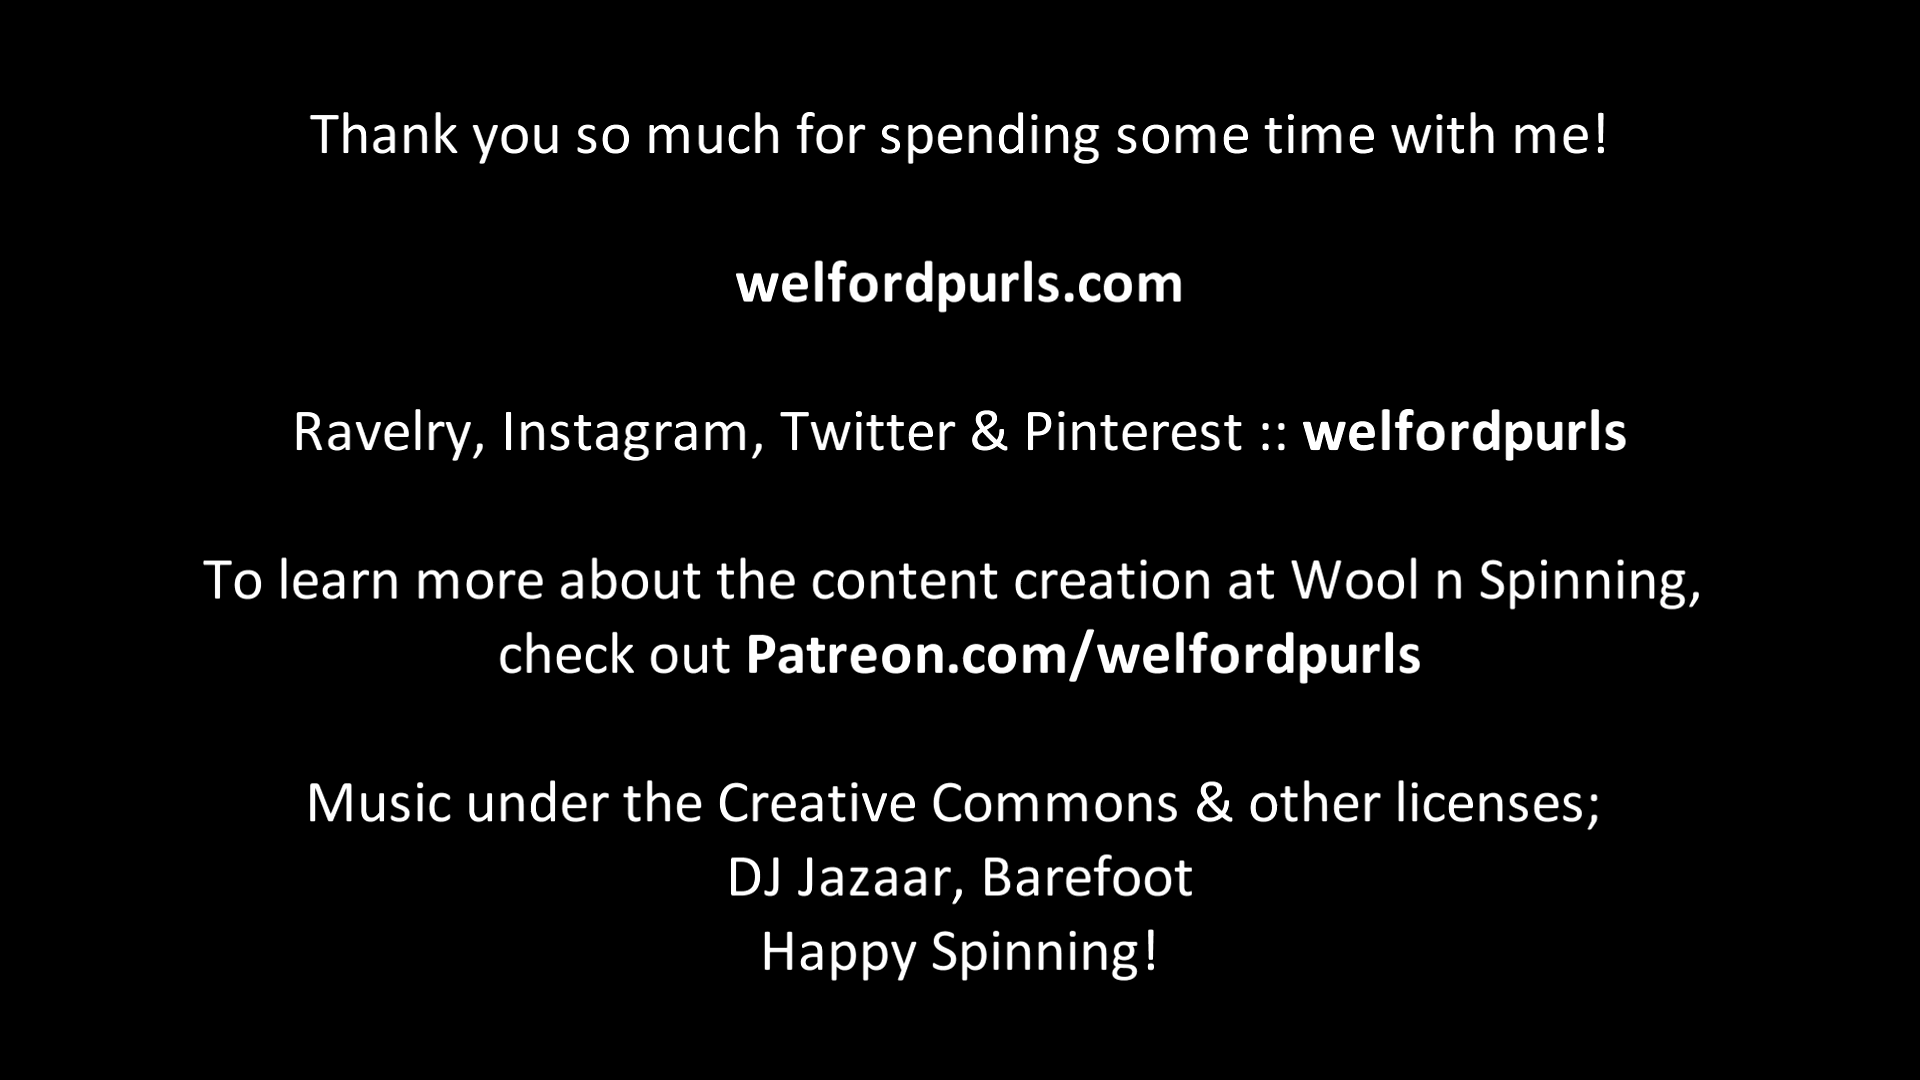 Thank you so much for spending some time with me!
welfordpurls.com
Ravelry, Instagram, Twitter & Pinterest :: welfordpurls
To learn more about the content creation at Wool n Spinning,
check out Patreon.com/welfordpurls
Music under the Creative Commons & other licenses;
DJ Jazaar, Barefoot
Happy Spinning!